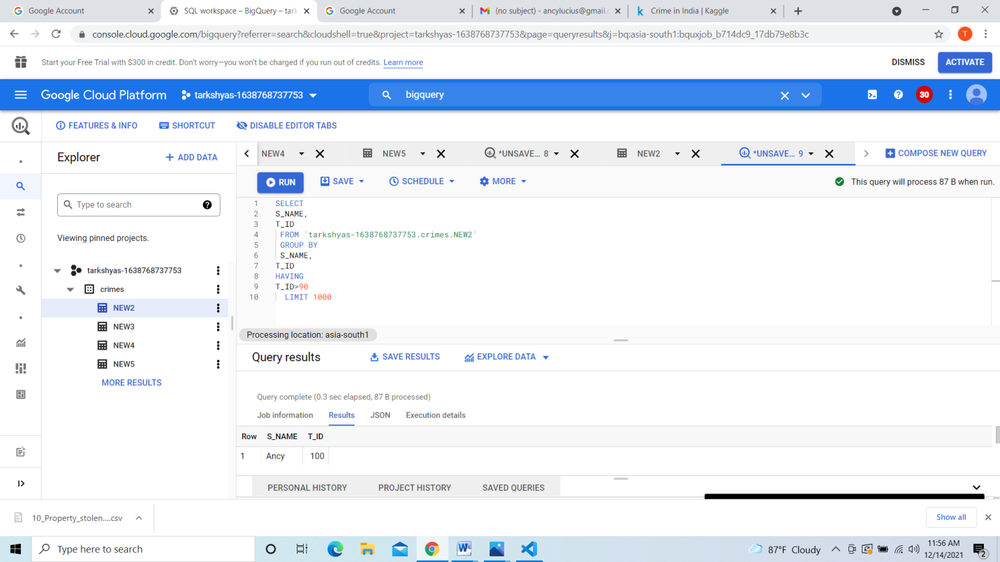 Google Account
SQL workspace – BigQuery – tark
Google Account
(no subject) - ancylucius@gmail.
Crime in India | Kaggle
console.cloud.google.com/bigquery?referrer=search&cloudshell=true&project=tarkshyas-1638768737753&page=queryresults&j=bq:asia-south1:bquxjob_b714dc9_17db79e8b3c
T
Start your Free Trial with $300 in credit. Don't worry—you won't be charged if you run out of credits. Learn more
DISMISS
ACTIVATE
Google Cloud Platform
tarkshyas-1638768737753
bigquery
30
FEATURES & INFO
SHORTCUT
DISABLE EDITOR TABS
Explorer
+ ADD DATA
NEW4
NEW5
*UNSAVE... 8
NEW2
*UNSAVE... 9
COMPOSE NEW QUERY
RUN
SAVE
SCHEDULE
MORE
This query will process 87 B when run.
Type to search
Viewing pinned projects.
tarkshyas-1638768737753
crimes
NEW2
NEW3
NEW4
NEW5
MORE RESULTS
1 SELECT
2 S_NAME,
3 T_ID
4 FROM `tarkshyas-1638768737753.crimes.NEW2`
5 GROUP BY
6 S_NAME,
7 T_ID
8 HAVING
9 T_ID>90
10 LIMIT 1000
Processing location: asia-south1
Query results
SAVE RESULTS
EXPLORE DATA
Query complete (0.3 sec elapsed, 87 B processed)
Job information
Results
JSON
Execution details
Row S_NAME T_ID
1 Ancy 100
PERSONAL HISTORY
PROJECT HISTORY
SAVED QUERIES
10_Property_stolen....csv
Show all
Type here to search
87°F Cloudy
11:56 AM
12/14/2021
2